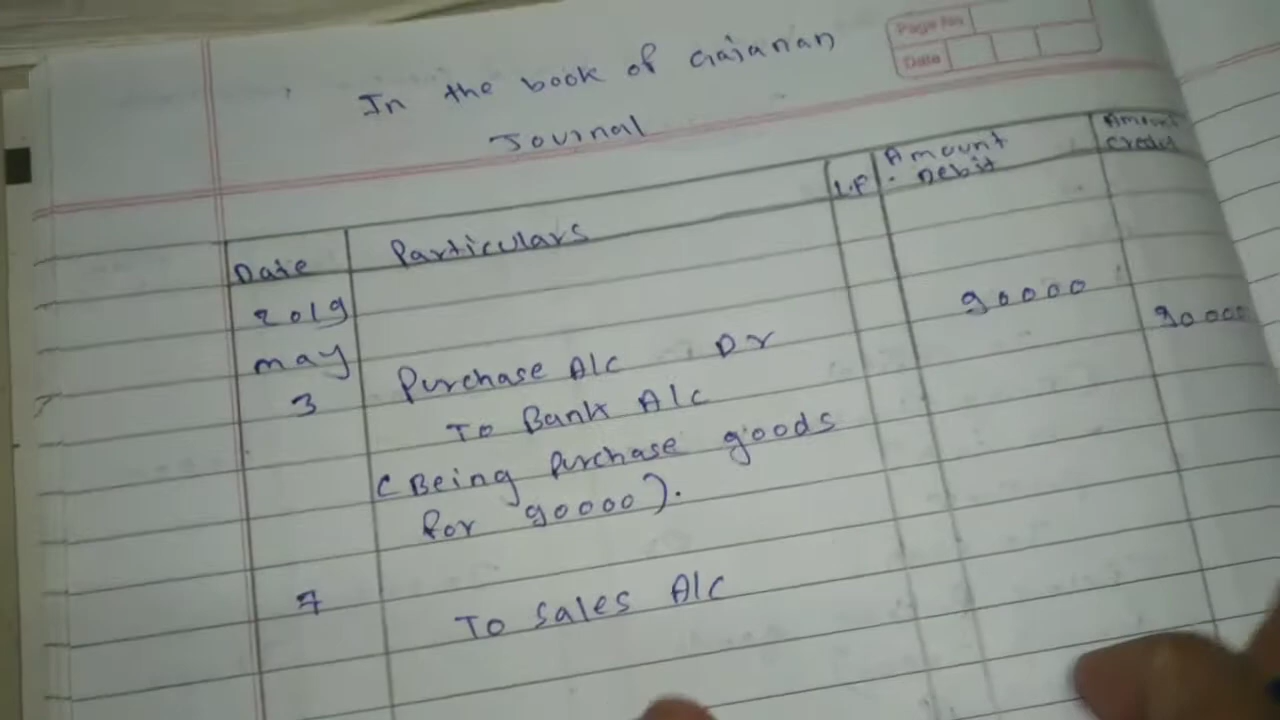 Page No
Date
In the book of Gajanan
Journal
Date Particulars L.F Amount Debit Amount credit
2019
may
3 Purchase A/c Dr 90000
To Bank A/c 90000
(Being purchase goods
for 90000).
7 To Sales A/c